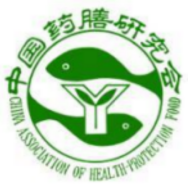 中国药膳研究会
CHINA ASSOCIATION OF HEALTH-PROTECTION FOOD